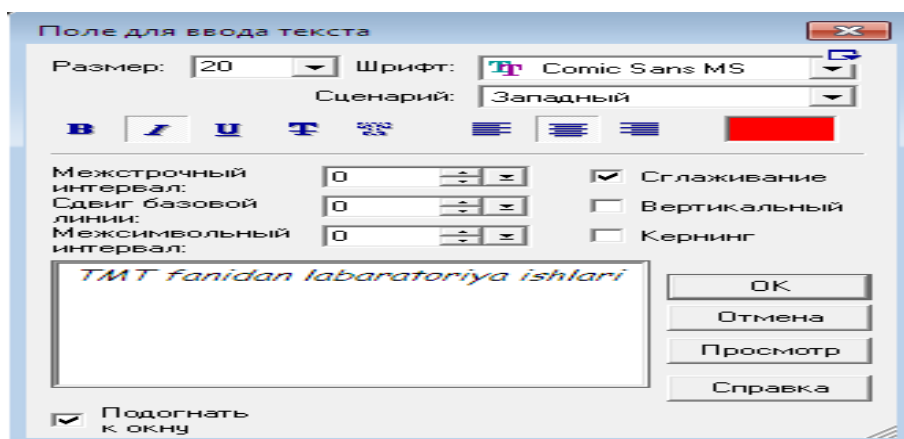 Поле для ввода текста
Размер: 20 Шрифт: Tr Comic Sans MS
Сценарий: Западный
B I U T
Межстрочный интервал: 0 Сглаживание
Сдвиг базовой линии: 0 Вертикальный
Межсимвольный интервал: 0 Кернинг
TMT fanidan labaratoriya ishlari
OK
Отмена
Просмотр
Справка
Подогнать
к окну